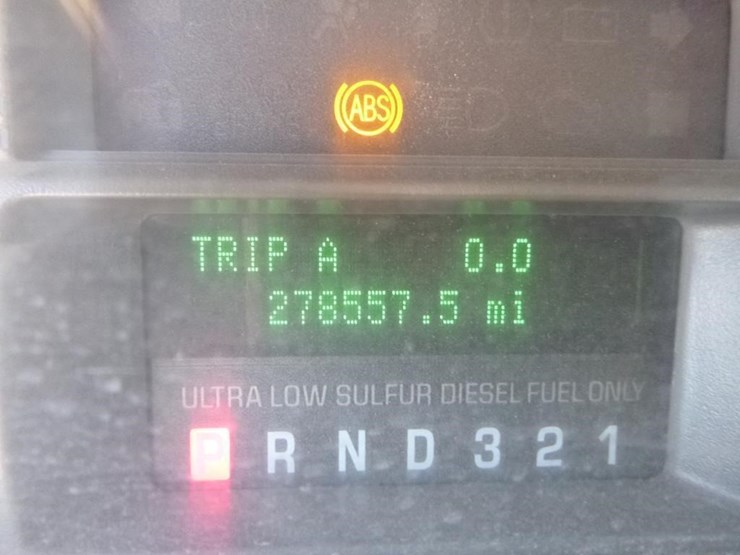 ABS
TRIP A 0.0
278557.5 mi
ULTRA LOW SULFUR DIESEL FUEL ONLY
P R N D 3 2 1